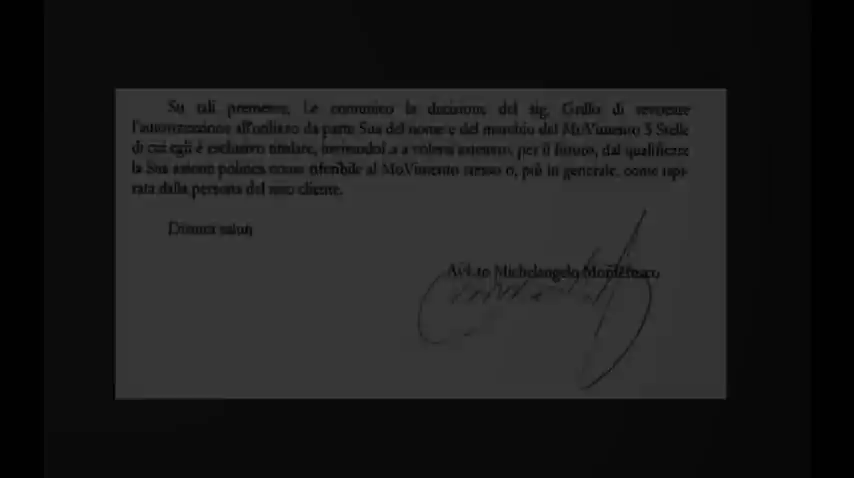 Su tali premesse, Le comunico la decisione del sig. Grillo di revocare
l'autorizzazione all'utilizzo da parte Sua del nome e del marchio del MoVimento 5 Stelle
di cui egli è esclusivo titolare, a volersi astenere, per il futuro, dal qualificare
la Sua azione politica come riferibile al MoVimento stesso o, più in generale, come ispi-
rata dalla persona del mio cliente.
Distinti saluti
Avv.to Michelangelo Montefusco